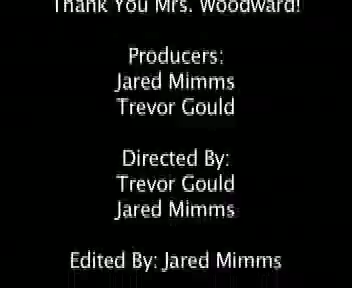 Thank You Mrs. Woodward!
Producers:
Jared Mimms
Trevor Gould
Directed By:
Trevor Gould
Jared Mimms
Edited By: Jared Mimms